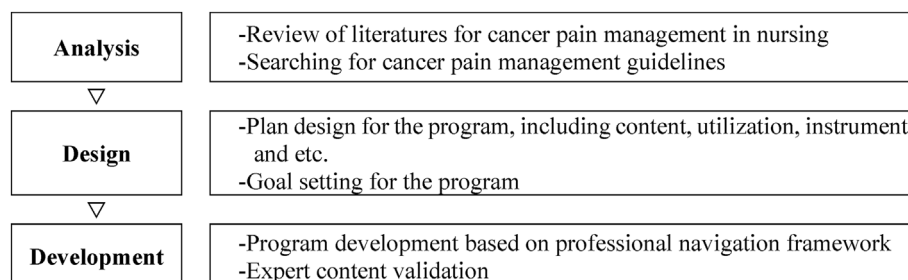 Analysis
-Review of literatures for cancer pain management in nursing
-Searching for cancer pain management guidelines
Design
-Plan design for the program, including content, utilization, instrument
and etc.
-Goal setting for the program
Development
-Program development based on professional navigation framework
-Expert content validation